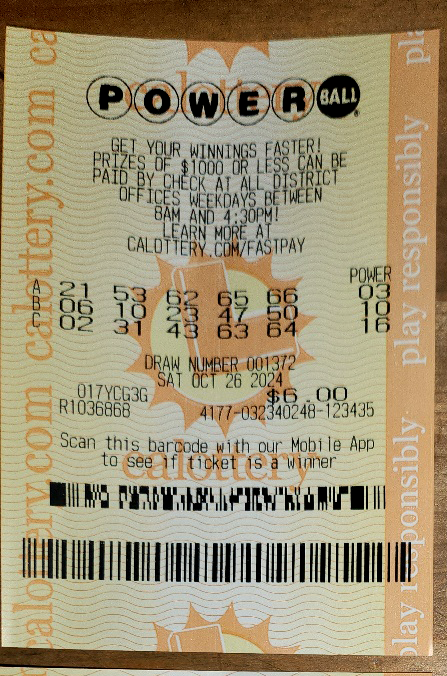 POWERBALL
GET YOUR WINNINGS FASTER!
PRIZES OF $1000 OR LESS CAN BE
PAID BY CHECK AT ALL DISTRICT
OFFICES WEEKDAYS BETWEEN
8AM AND 4:30PM!
LEARN MORE AT
CALOTTERY.COM/FASTPAY
POWER
A 21 53 62 65 66 03
B 06 10 23 47 50 10
C 02 31 43 63 64 16
DRAW NUMBER 001372
SAT OCT 26 2024
017YCG3G $6.00
R1036868 4177-032340248-123435
Scan this barcode with our Mobile App
to see if ticket is a winner
calottery
calottery.com calottery.com
play responsibly play responsibly